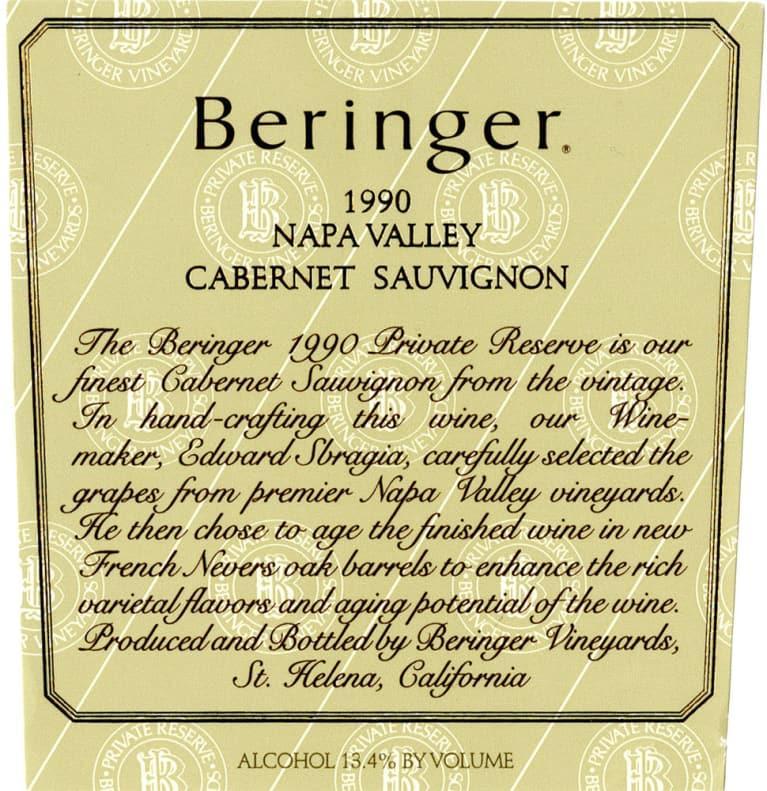 Beringer®
1990
NAPA VALLEY
CABERNET SAUVIGNON
The Beringer 1990 Private Reserve is our
finest Cabernet Sauvignon from the vintage.
In hand-crafting this wine, our Wine-
maker, Edward Sbragia, carefully selected the
grapes from premier Napa Valley vineyards.
He then chose to age the finished wine in new
French Nevers oak barrels to enhance the rich
varietal flavors and aging potential of the wine.
Produced and Bottled by Beringer Vineyards,
St. Helena, California
ALCOHOL 13.4% BY VOLUME